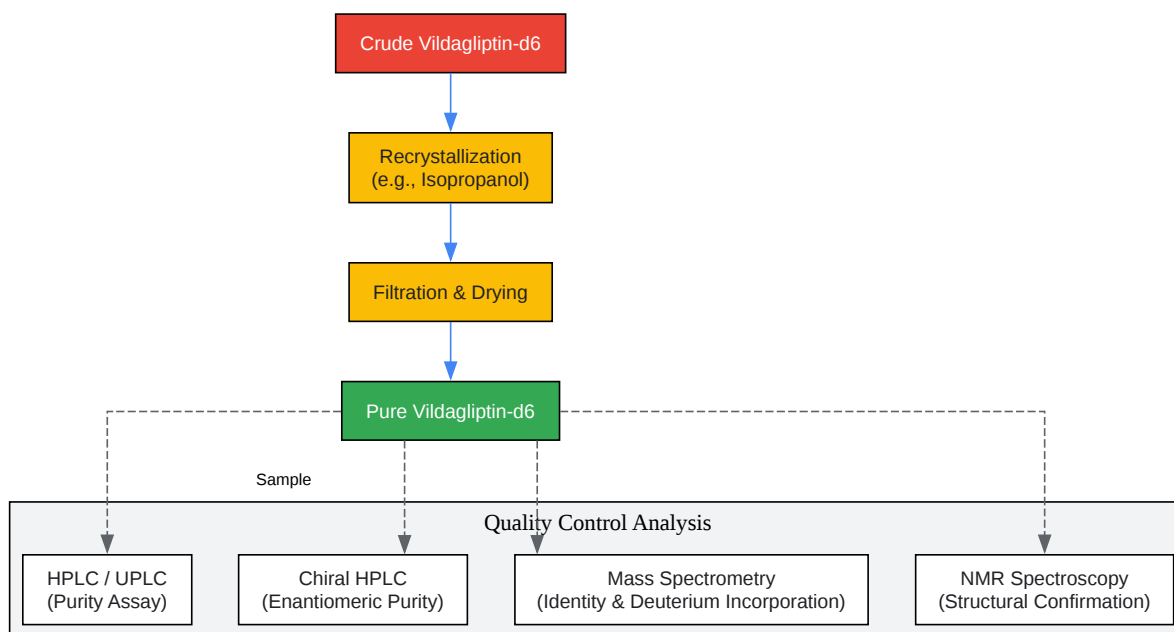 Crude Vildagliptin-d6
Recrystallization
(e.g., Isopropanol)
Filtration & Drying
Pure Vildagliptin-d6
Sample
Quality Control Analysis
HPLC / UPLC
(Purity Assay)
Chiral HPLC
(Enantiomeric Purity)
Mass Spectrometry
(Identity & Deuterium Incorporation)
NMR Spectroscopy
(Structural Confirmation)